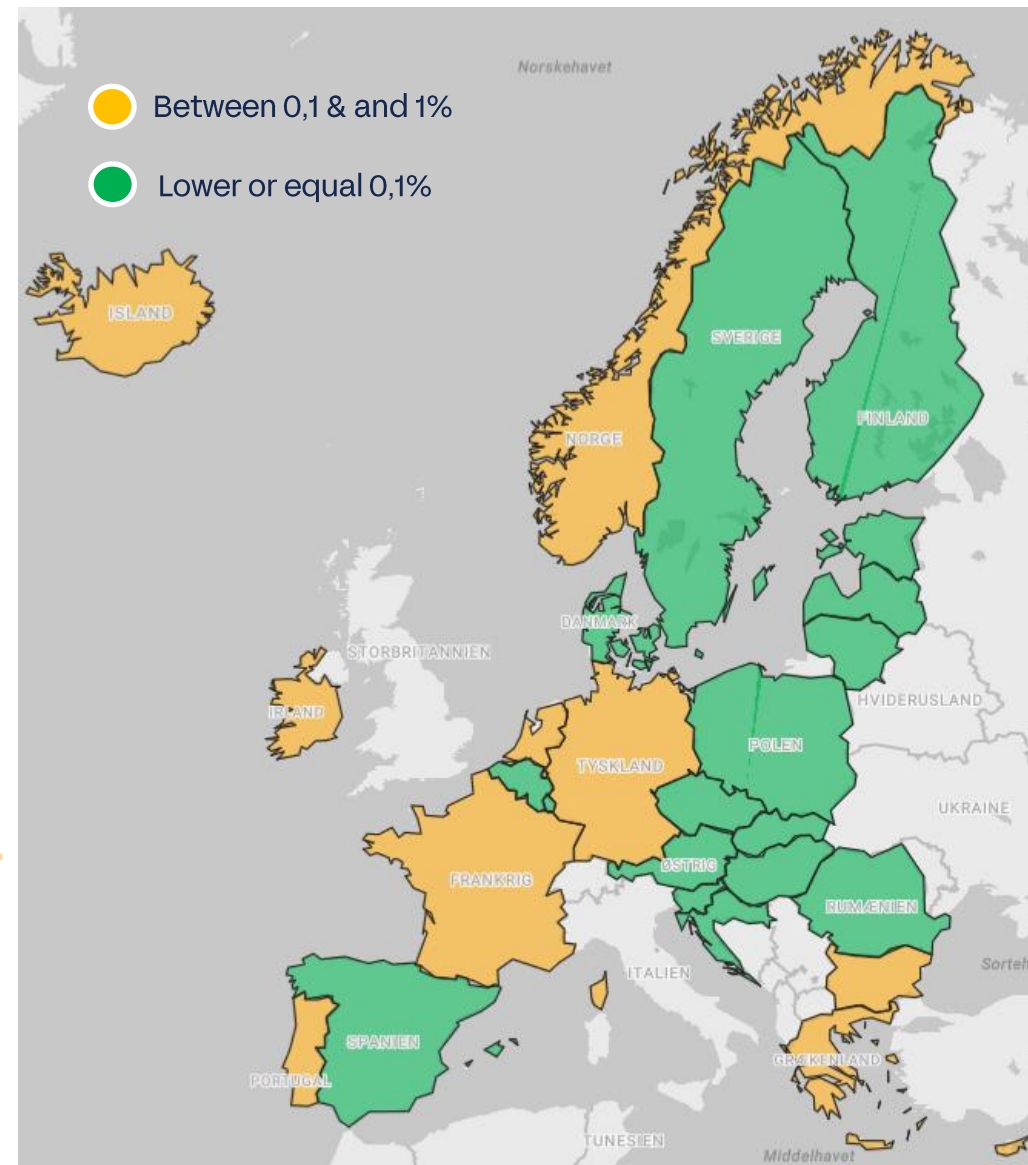 Norskehavet
Between 0,1 & and 1%
Lower or equal 0,1%
ISLAND
SVERIGE
FINLAND
NORGE
DANMARK
STORBRITANNIEN
IRLAND
HVIDERUSLAND
POLEN
TYSKLAND
UKRAINE
ØSTRIG
FRANKRIG
RUMÆNIEN
Sorteh
ITALIEN
SPANIEN
GRÆKENLAND
PORTUGAL
TUNESIEN
Middelhavet